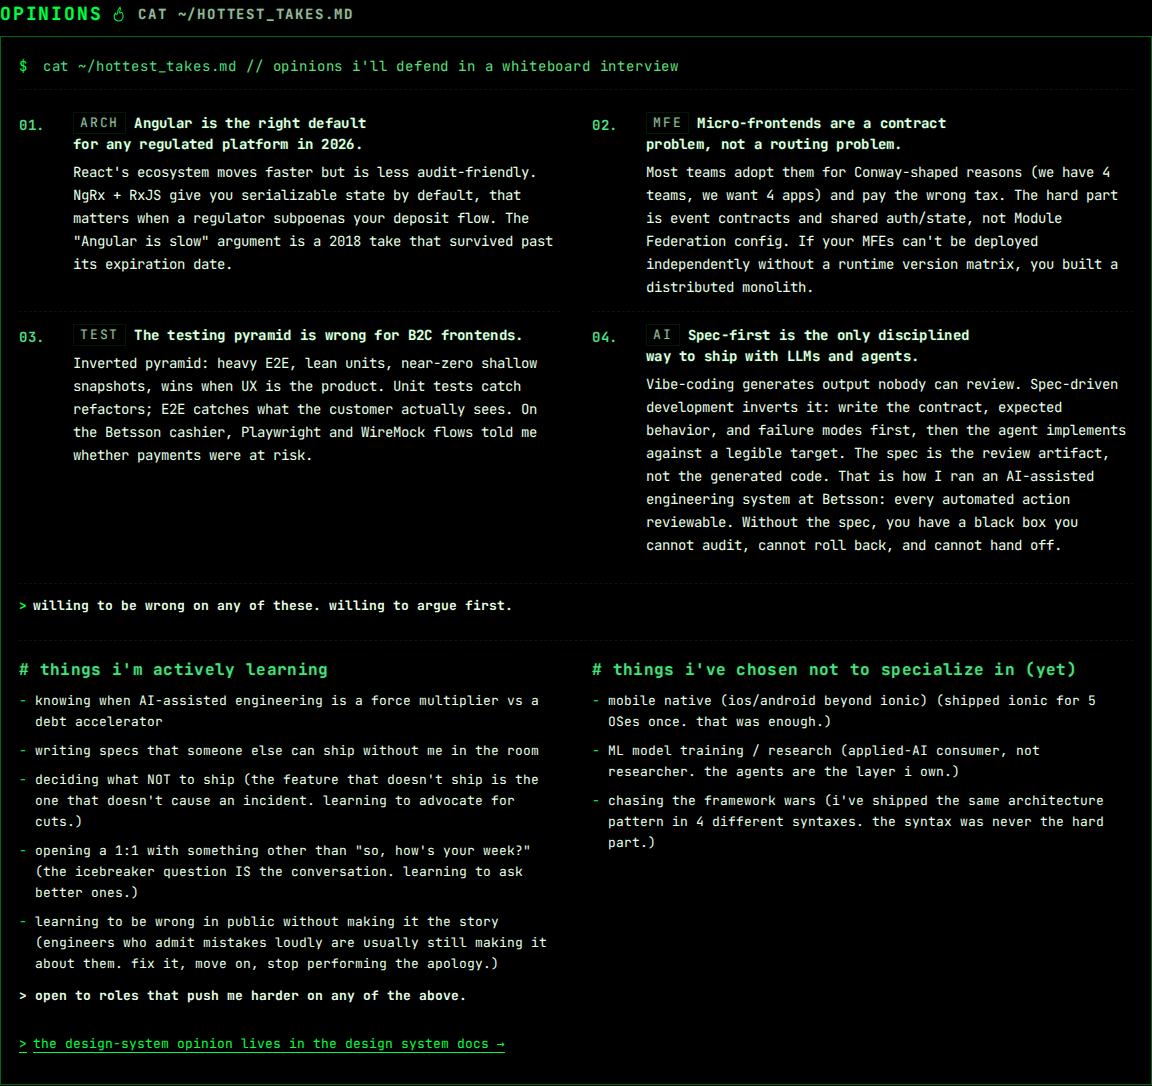 OPINIONS CAT ~/HOTTEST_TAKES.MD
$ cat ~/hottest_takes.md // opinions i'll defend in a whiteboard interview
01. ARCH Angular is the right default
for any regulated platform in 2026.
React's ecosystem moves faster but is less audit-friendly.
NgRx + RxJS give you serializable state by default, that
matters when a regulator subpoenas your deposit flow. The
"Angular is slow" argument is a 2018 take that survived past
its expiration date.
02. MFE Micro-frontends are a contract
problem, not a routing problem.
Most teams adopt them for Conway-shaped reasons (we have 4
teams, we want 4 apps) and pay the wrong tax. The hard part
is event contracts and shared auth/state, not Module
Federation config. If your MFEs can't be deployed
independently without a runtime version matrix, you built a
distributed monolith.
03. TEST The testing pyramid is wrong for B2C frontends.
Inverted pyramid: heavy E2E, lean units, near-zero shallow
snapshots, wins when UX is the product. Unit tests catch
refactors; E2E catches what the customer actually sees. On
the Betsson cashier, Playwright and WireMock flows told me
whether payments were at risk.
04. AI Spec-first is the only disciplined
way to ship with LLMs and agents.
Vibe-coding generates output nobody can review. Spec-driven
development inverts it: write the contract, expected
behavior, and failure modes first, then the agent implements
against a legible target. The spec is the review artifact,
not the generated code. That is how I ran an AI-assisted
engineering system at Betsson: every automated action
reviewable. Without the spec, you have a black box you
cannot audit, cannot roll back, and cannot hand off.
> willing to be wrong on any of these. willing to argue first.
# things i'm actively learning
- knowing when AI-assisted engineering is a force multiplier vs a
debt accelerator
- writing specs that someone else can ship without me in the room
- deciding what NOT to ship (the feature that doesn't ship is the
one that doesn't cause an incident. learning to advocate for
cuts.)
- opening a 1:1 with something other than "so, how's your week?"
(the icebreaker question IS the conversation. learning to ask
better ones.)
- learning to be wrong in public without making it the story
(engineers who admit mistakes loudly are usually still making it
about them. fix it, move on, stop performing the apology.)
> open to roles that push me harder on any of the above.
# things i've chosen not to specialize in (yet)
- mobile native (ios/android beyond ionic) (shipped ionic for 5
OSes once. that was enough.)
- ML model training / research (applied-AI consumer, not
researcher. the agents are the layer i own.)
- chasing the framework wars (i've shipped the same architecture
pattern in 4 different syntaxes. the syntax was never the hard
part.)
> the design-system opinion lives in the design system docs →